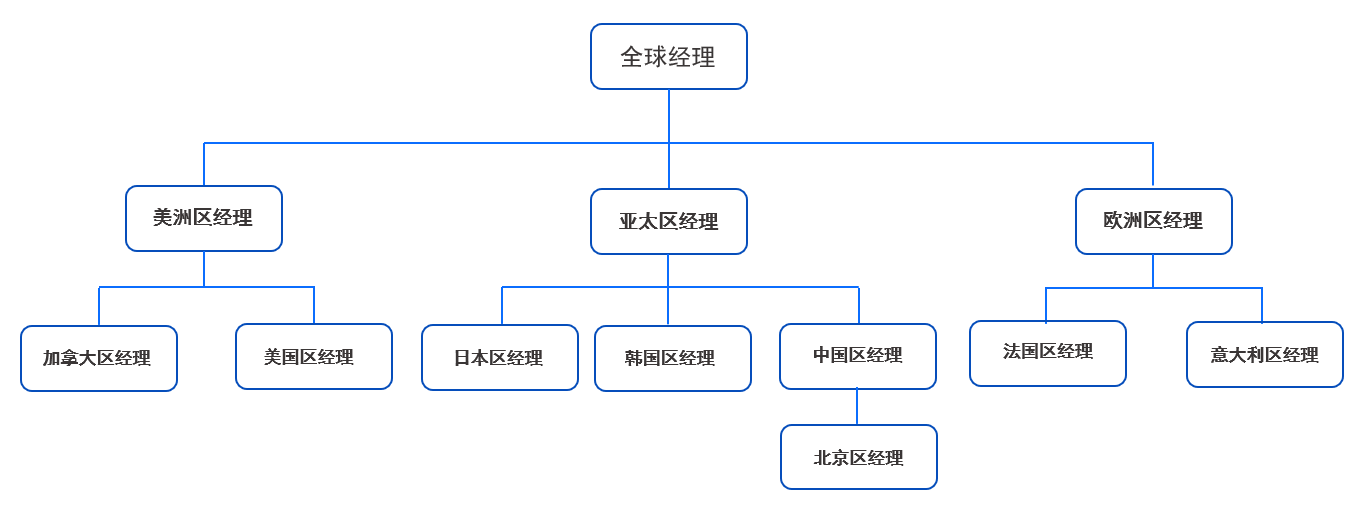 全球经理
美洲区经理
亚太区经理
欧洲区经理
加拿大区经理
美国区经理
日本区经理
韩国区经理
中国区经理
法国区经理
意大利区经理
北京区经理